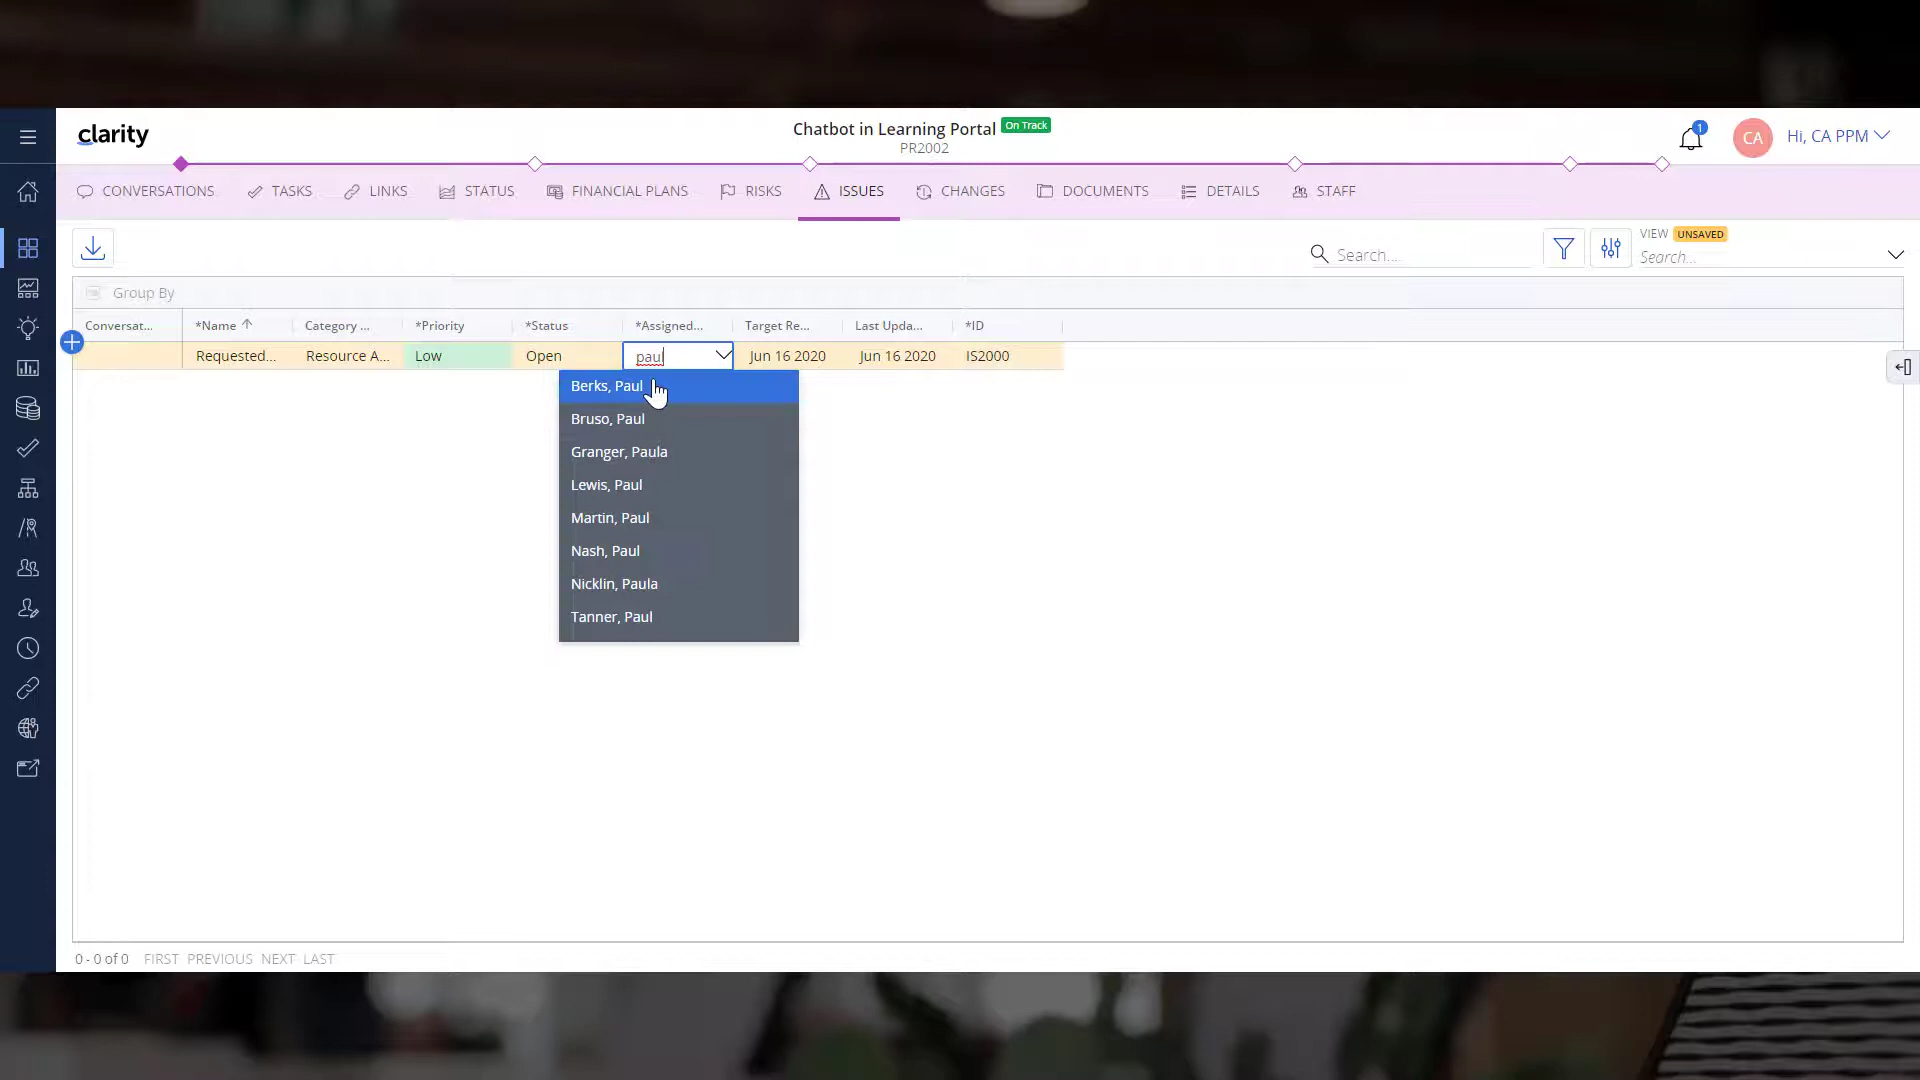 clarity
Chatbot in Learning Portal On Track
PR2002
1
CA
Hi, CA PPM
CONVERSATIONS TASKS LINKS STATUS FINANCIAL PLANS RISKS ISSUES CHANGES DOCUMENTS DETAILS STAFF
Search...
VIEW UNSAVED
Search...
Group By
Conversat... *Name Category ... *Priority *Status *Assigned... Target Re... Last Upda... *ID
Requested... Resource A... Low Open paul Jun 16 2020 Jun 16 2020 IS2000
Berks, Paul
Bruso, Paul
Granger, Paula
Lewis, Paul
Martin, Paul
Nash, Paul
Nicklin, Paula
Tanner, Paul
0 - 0 of 0 FIRST PREVIOUS NEXT LAST